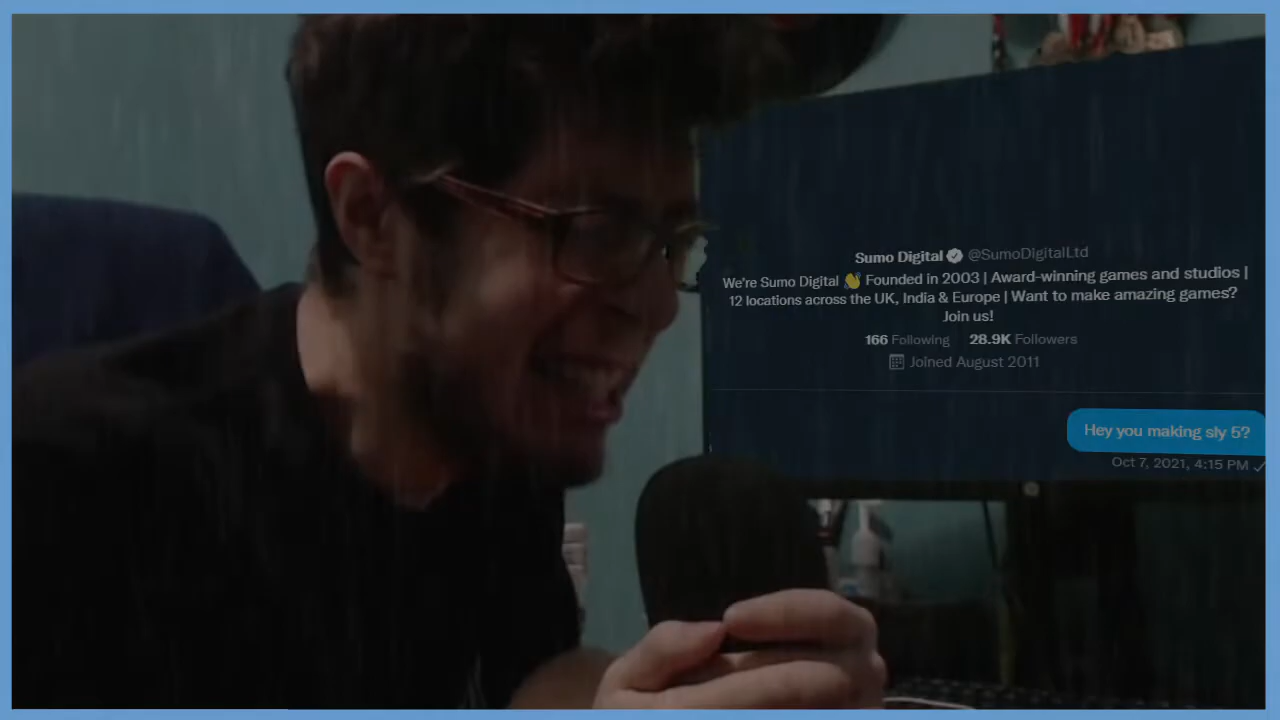 Sumo Digital @SumoDigitalLtd
We're Sumo Digital 👋 Founded in 2003 | Award-winning games and studios |
12 locations across the UK, India & Europe | Want to make amazing games?
Join us!
166 Following 28.9K Followers
Joined August 2011
Hey you making sly 5?
Oct 7, 2021, 4:15 PM ✓